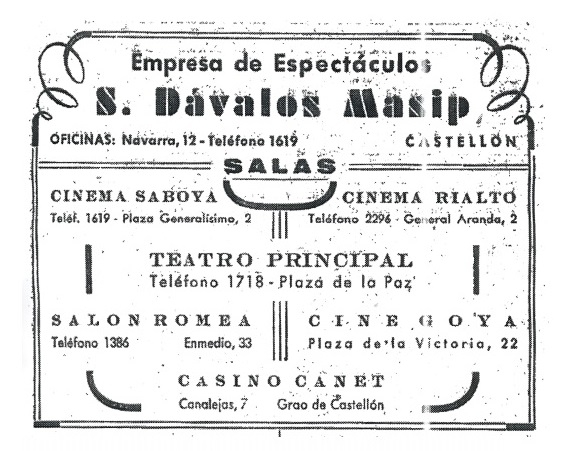 Empresa de Espectáculos
S. Dávalos Masip
OFICINAS: Navarra, 12 - Teléfono 1619 CASTELLÓN
SALAS
CINEMA SABOYA
Teléf. 1619 - Plaza Generalísimo, 2
CINEMA RIALTO
Teléfono 2296 - General Aranda, 2
TEATRO PRINCIPAL
Teléfono 1718 - Plaza de la Paz
SALON ROMEA
Teléfono 1386 Enmedio, 33
CINE GOYA
Plaza de la Victoria, 22
CASINO CANET
Canalejas, 7 Grao de Castellón